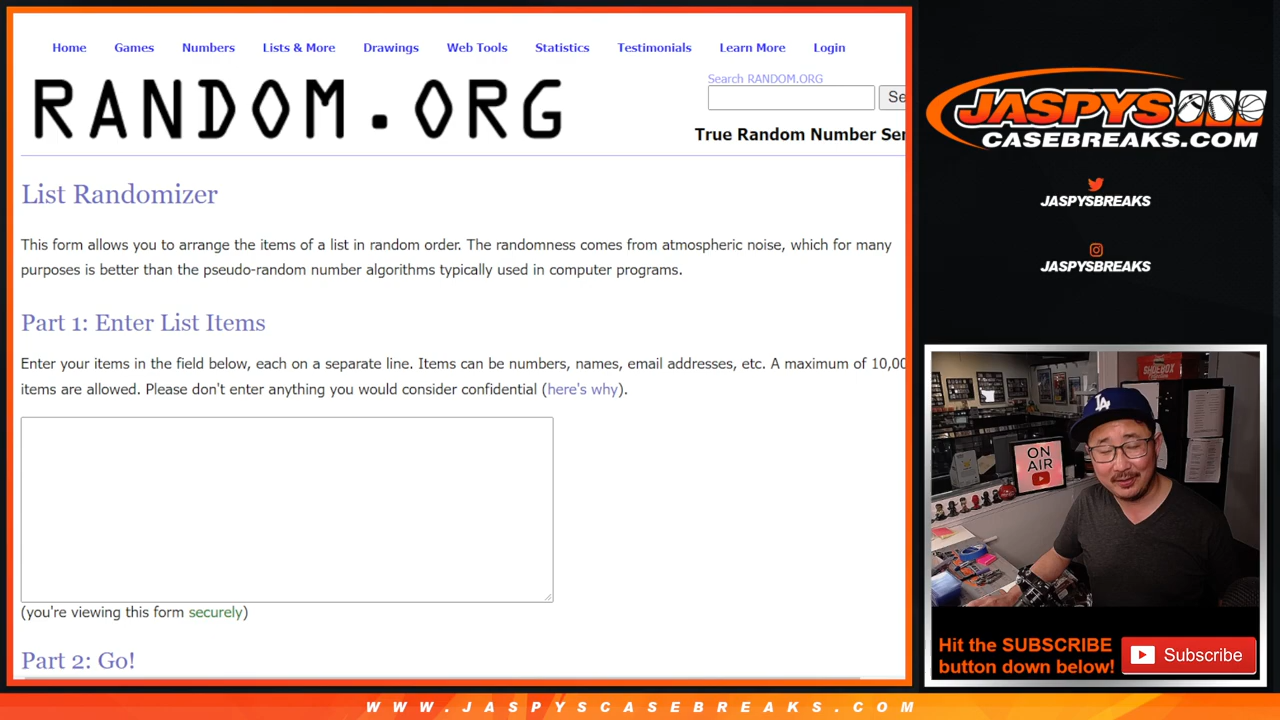 Home Games Numbers Lists & More Drawings Web Tools Statistics Testimonials Learn More Login
RANDOM.ORG
Search RANDOM.ORG
Se
True Random Number Ser
List Randomizer
This form allows you to arrange the items of a list in random order. The randomness comes from atmospheric noise, which for many
purposes is better than the pseudo-random number algorithms typically used in computer programs.
Part 1: Enter List Items
Enter your items in the field below, each on a separate line. Items can be numbers, names, email addresses, etc. A maximum of 10,00
items are allowed. Please don't enter anything you would consider confidential (here's why).
(you're viewing this form securely)
Part 2: Go!
JASPYS
CASEBREAKS.COM
JASPYSBREAKS
JASPYSBREAKS
SHOEBOX
ON
AIR
LA
Hit the SUBSCRIBE
button down below!
Subscribe
WWW.JASPYSCASEBREAKS.COM